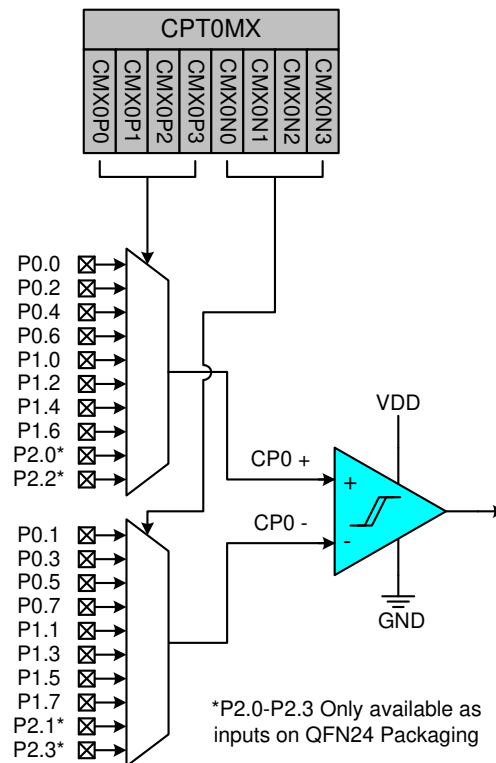 CPT0MX
CMX0P0
CMX0P1
CMX0P2
CMX0P3
CMX0N0
CMX0N1
CMX0N2
CMX0N3
P0.0
P0.2
P0.4
P0.6
P1.0
P1.2
P1.4
P1.6
P2.0*
P2.2*
VDD
CP0 +
+
CP0 -
-
GND
P0.1
P0.3
P0.5
P0.7
P1.1
P1.3
P1.5
P1.7
P2.1*
P2.3*
*P2.0-P2.3 Only available as
inputs on QFN24 Packaging